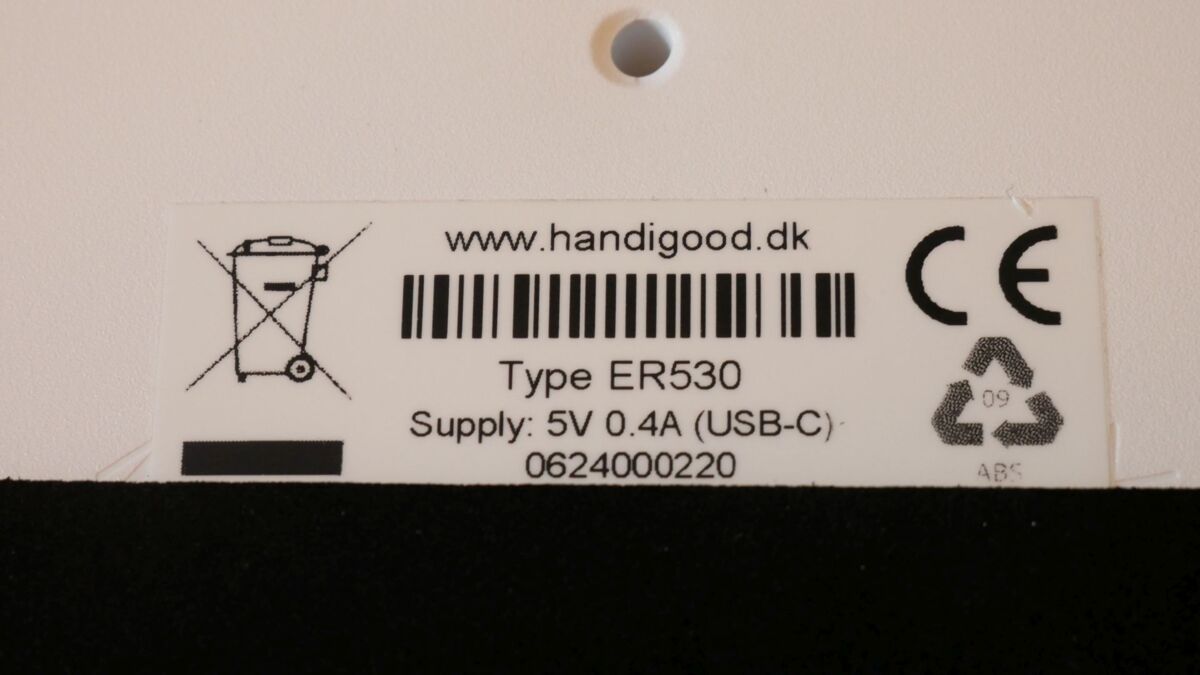 www.handigood.dk
CE
Type ER530
09
Supply: 5V 0.4A (USB-C)
0624000220
ABS